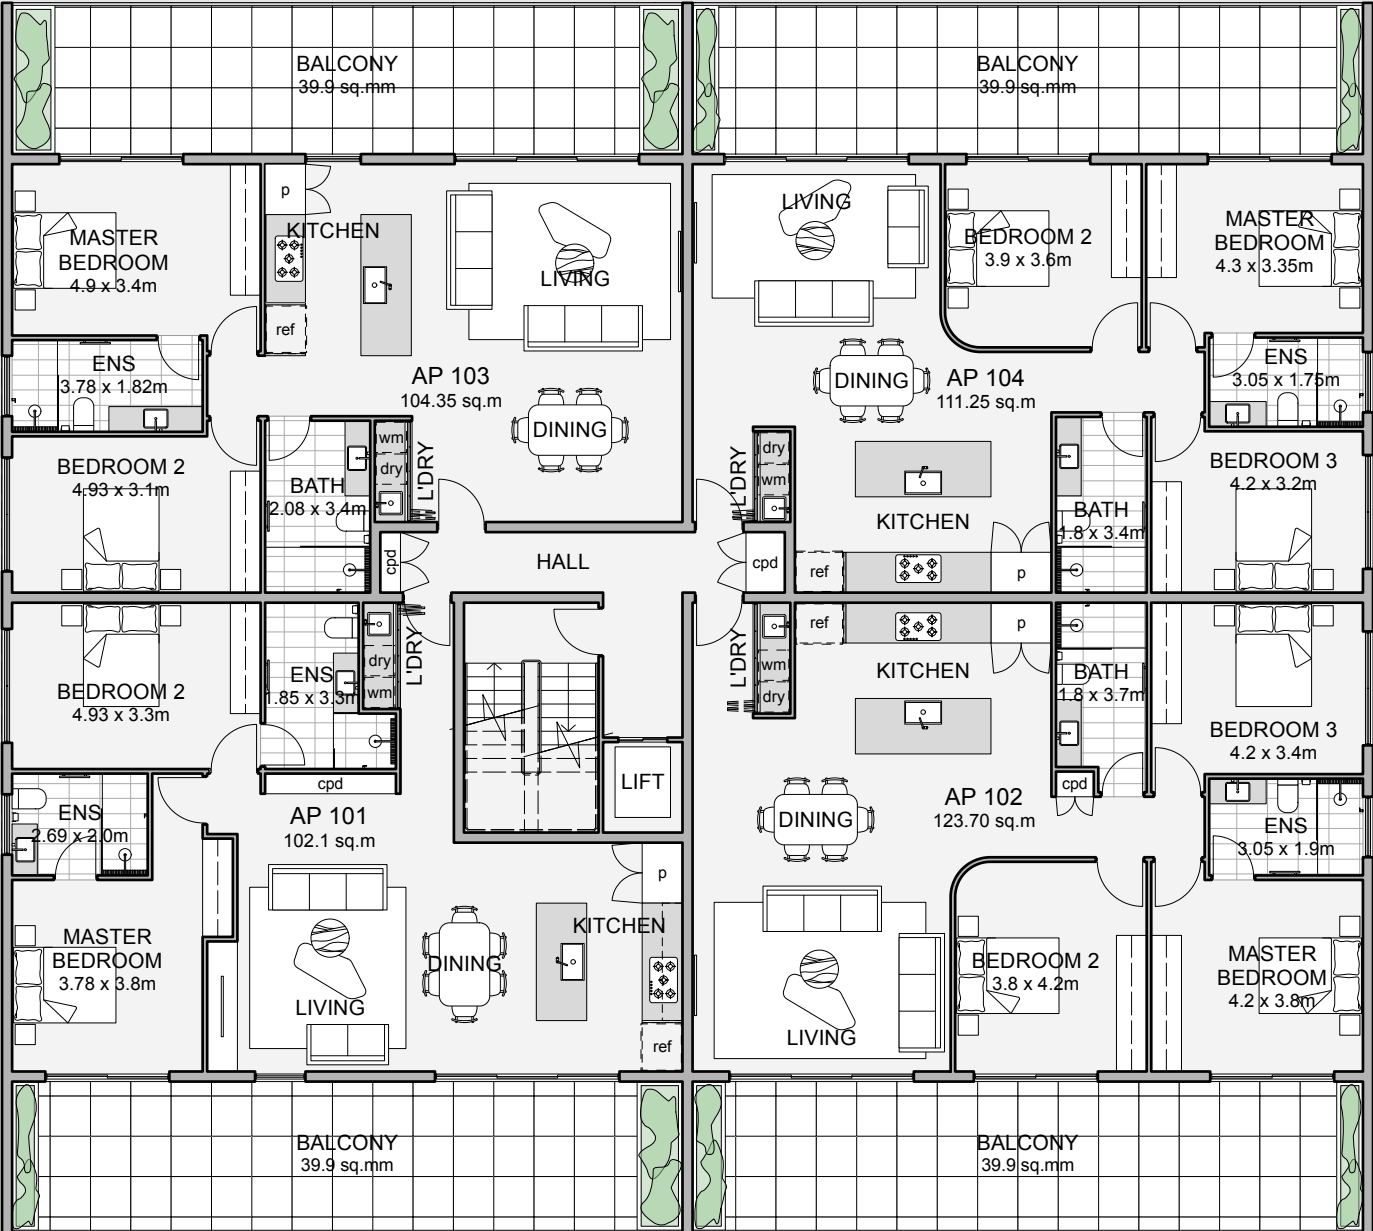 BALCONY
39.9 sq.mm
BALCONY
39.9 sq.mm
MASTER
BEDROOM
4.9 x 3.4m
p
KITCHEN
ref
LIVING
ENS
3.78 x 1.82m
AP 103
104.35 sq.m
DINING
BEDROOM 2
4.93 x 3.1m
BATH
2.08 x 3.4m
wm
dry
L'DRY
cpd
HALL
LIVING
BEDROOM 2
3.9 x 3.6m
MASTER
BEDROOM
4.3 x 3.35m
DINING
AP 104
111.25 sq.m
ENS
3.05 x 1.75m
L'DRY
dry
wm
KITCHEN
BATH
1.8 x 3.4m
BEDROOM 3
4.2 x 3.2m
cpd
ref
p
BEDROOM 2
4.93 x 3.3m
ENS
1.85 x 3.3m
dry
wm
L'DRY
cpd
ENS
2.69 x 2.0m
AP 101
102.1 sq.m
LIFT
MASTER
BEDROOM
3.78 x 3.8m
LIVING
DINING
KITCHEN
p
ref
L'DRY
wm
dry
ref
p
KITCHEN
BATH
1.8 x 3.7m
BEDROOM 3
4.2 x 3.4m
cpd
DINING
AP 102
123.70 sq.m
ENS
3.05 x 1.9m
LIVING
BEDROOM 2
3.8 x 4.2m
MASTER
BEDROOM
4.2 x 3.8m
BALCONY
39.9 sq.mm
BALCONY
39.9 sq.mm